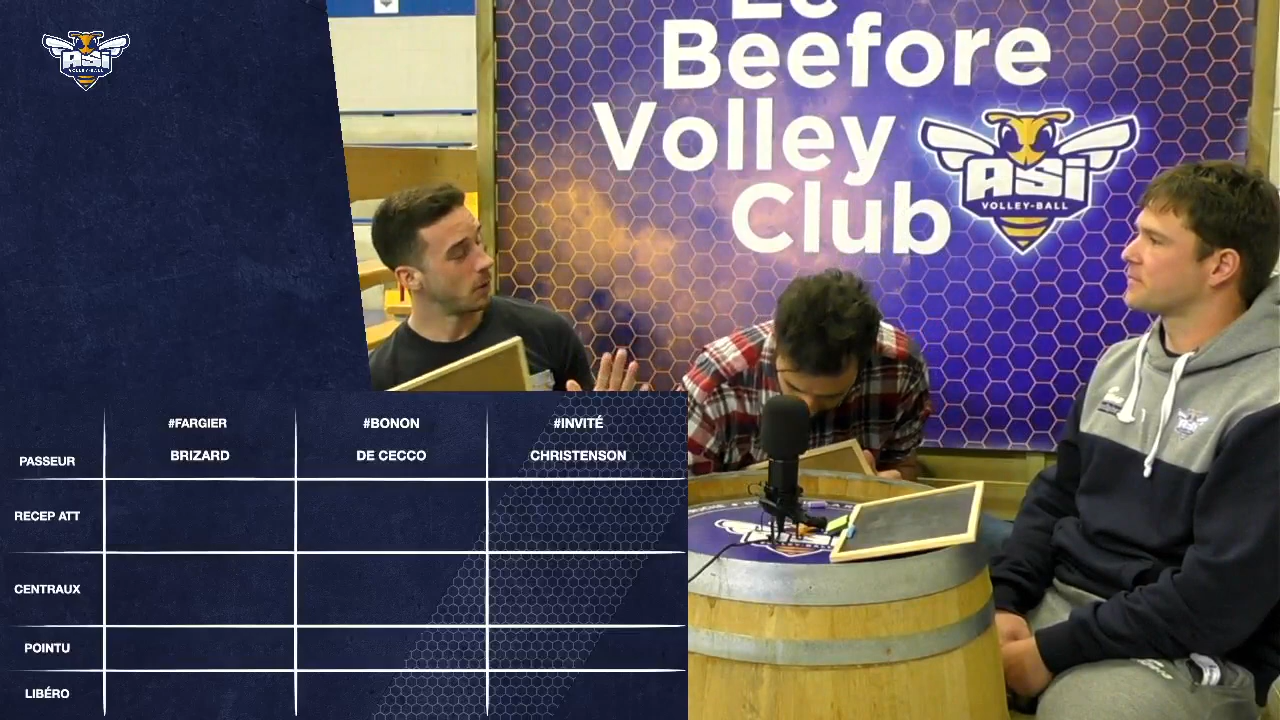 ASI
VOLLEY-BALL
Le
Beefore
Volley
Club
ASI
VOLLEY-BALL
#FARGIER
#BONON
#INVITÉ
PASSEUR
BRIZARD
DE CECCO
CHRISTENSON
RECEP ATT
CENTRAUX
POINTU
LIBÉRO